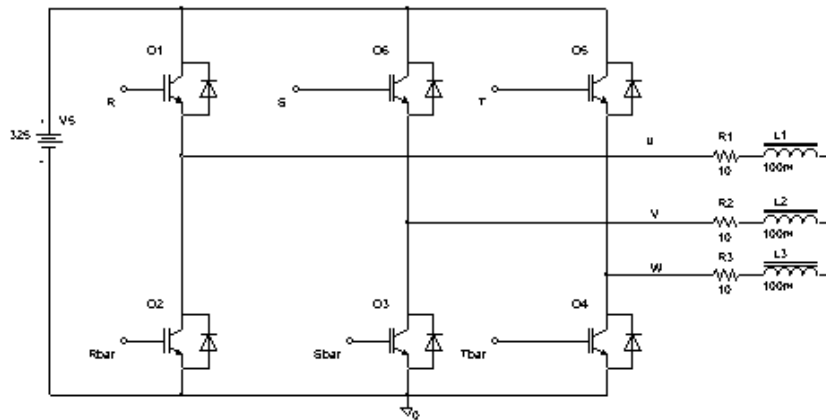 Q1
Q6
Q5
R
S
T
+
325
VS
-
U
R1
L1
10
100m
V
R2
L2
10
100m
W
R3
L3
10
100m
Q2
Q3
Q4
Rbar
Sbar
Tbar
0